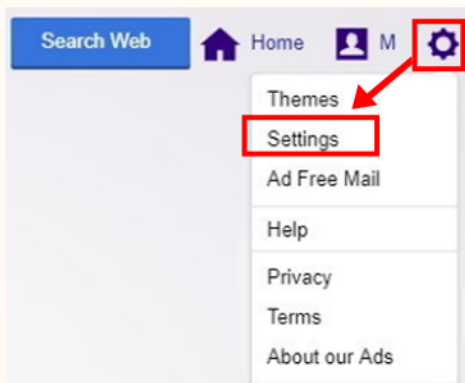 Search Web Home M
Themes
Settings
Ad Free Mail
Help
Privacy
Terms
About our Ads